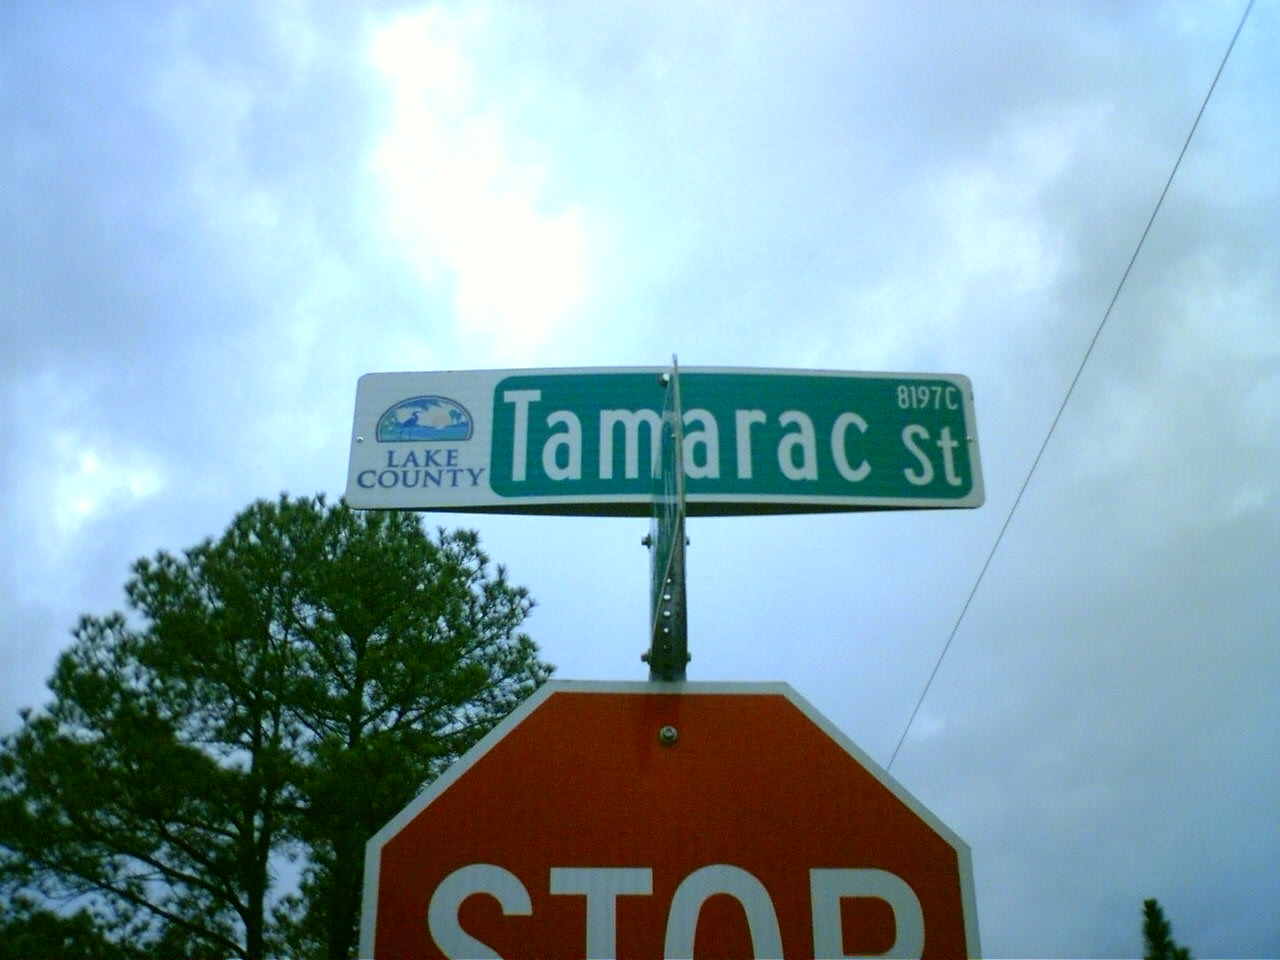 LAKE
COUNTY
Tamarac St
8197C
STOP